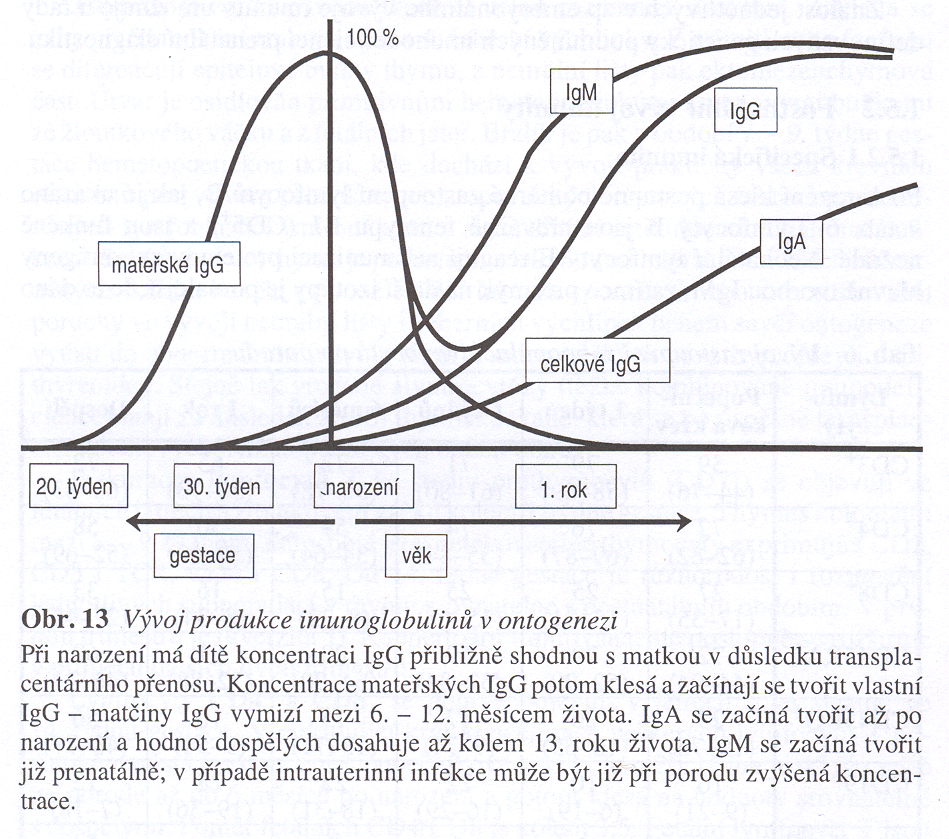 100 %
IgM
IgG
IgA
mateřské IgG
celkové IgG
20. týden
30. týden
narození
1. rok
gestace
věk
Obr. 13 Vývoj produkce imunoglobulinů v ontogenezi
Při narození má dítě koncentraci IgG přibližně shodnou s matkou v důsledku transpla-
centárního přenosu. Koncentrace mateřských IgG potom klesá a začínají se tvořit vlastní
IgG – matčiny IgG vymizí mezi 6. – 12. měsícem života. IgA se začíná tvořit až po
narození a hodnot dospělých dosahuje až kolem 13. roku života. IgM se začíná tvořit
již prenatálně; v případě intrauterinní infekce může být již při porodu zvýšená koncen-
trace.